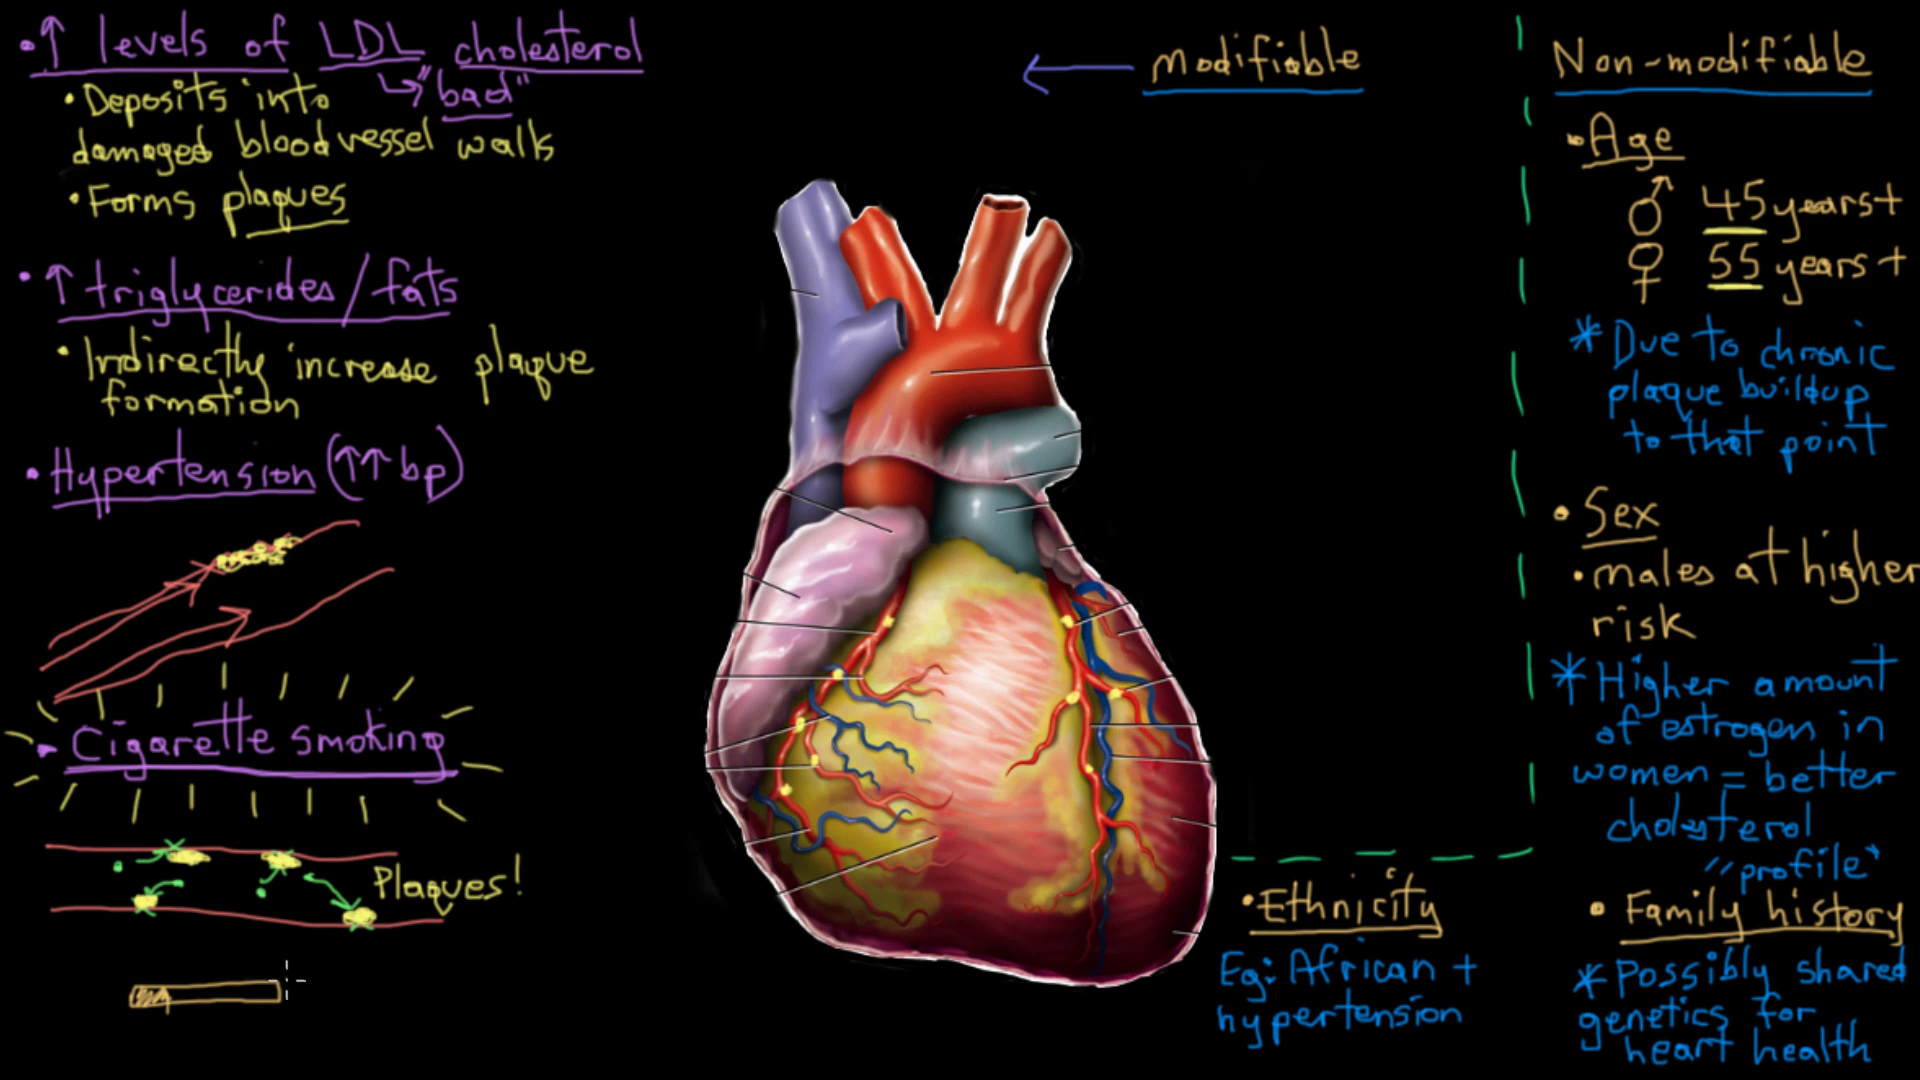 • ↑ levels of LDL cholesterol
↳ "bad"
• Deposits into
damaged blood vessel walls
• Forms plaques
• ↑ triglycerides / fats
• Indirectly increase plaque
formation
• Hypertension (↑↑ bp)
• Cigarette smoking
Plaques!
← Modifiable
Non-modifiable
• Age
♂ 45 years+
♀ 55 years+
* Due to chronic
plaque buildup
to that point
• Sex
• males at higher
risk
* Higher amount
of estrogen in
women = better
cholesterol
"profile"
• Family history
* Possibly shared
genetics for
heart health
• Ethnicity
Eg: African +
hypertension